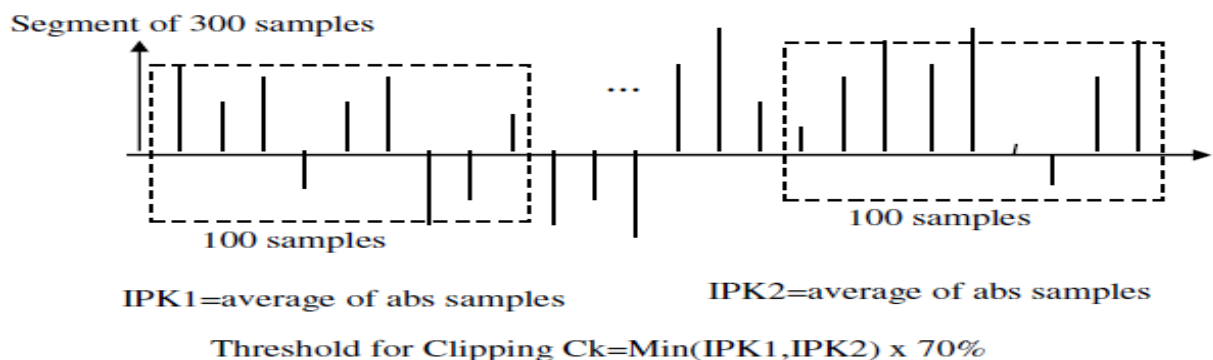 Segment of 300 samples
...
100 samples
100 samples
IPK1=average of abs samples
IPK2=average of abs samples
Threshold for Clipping Ck=Min(IPK1,IPK2) x 70%